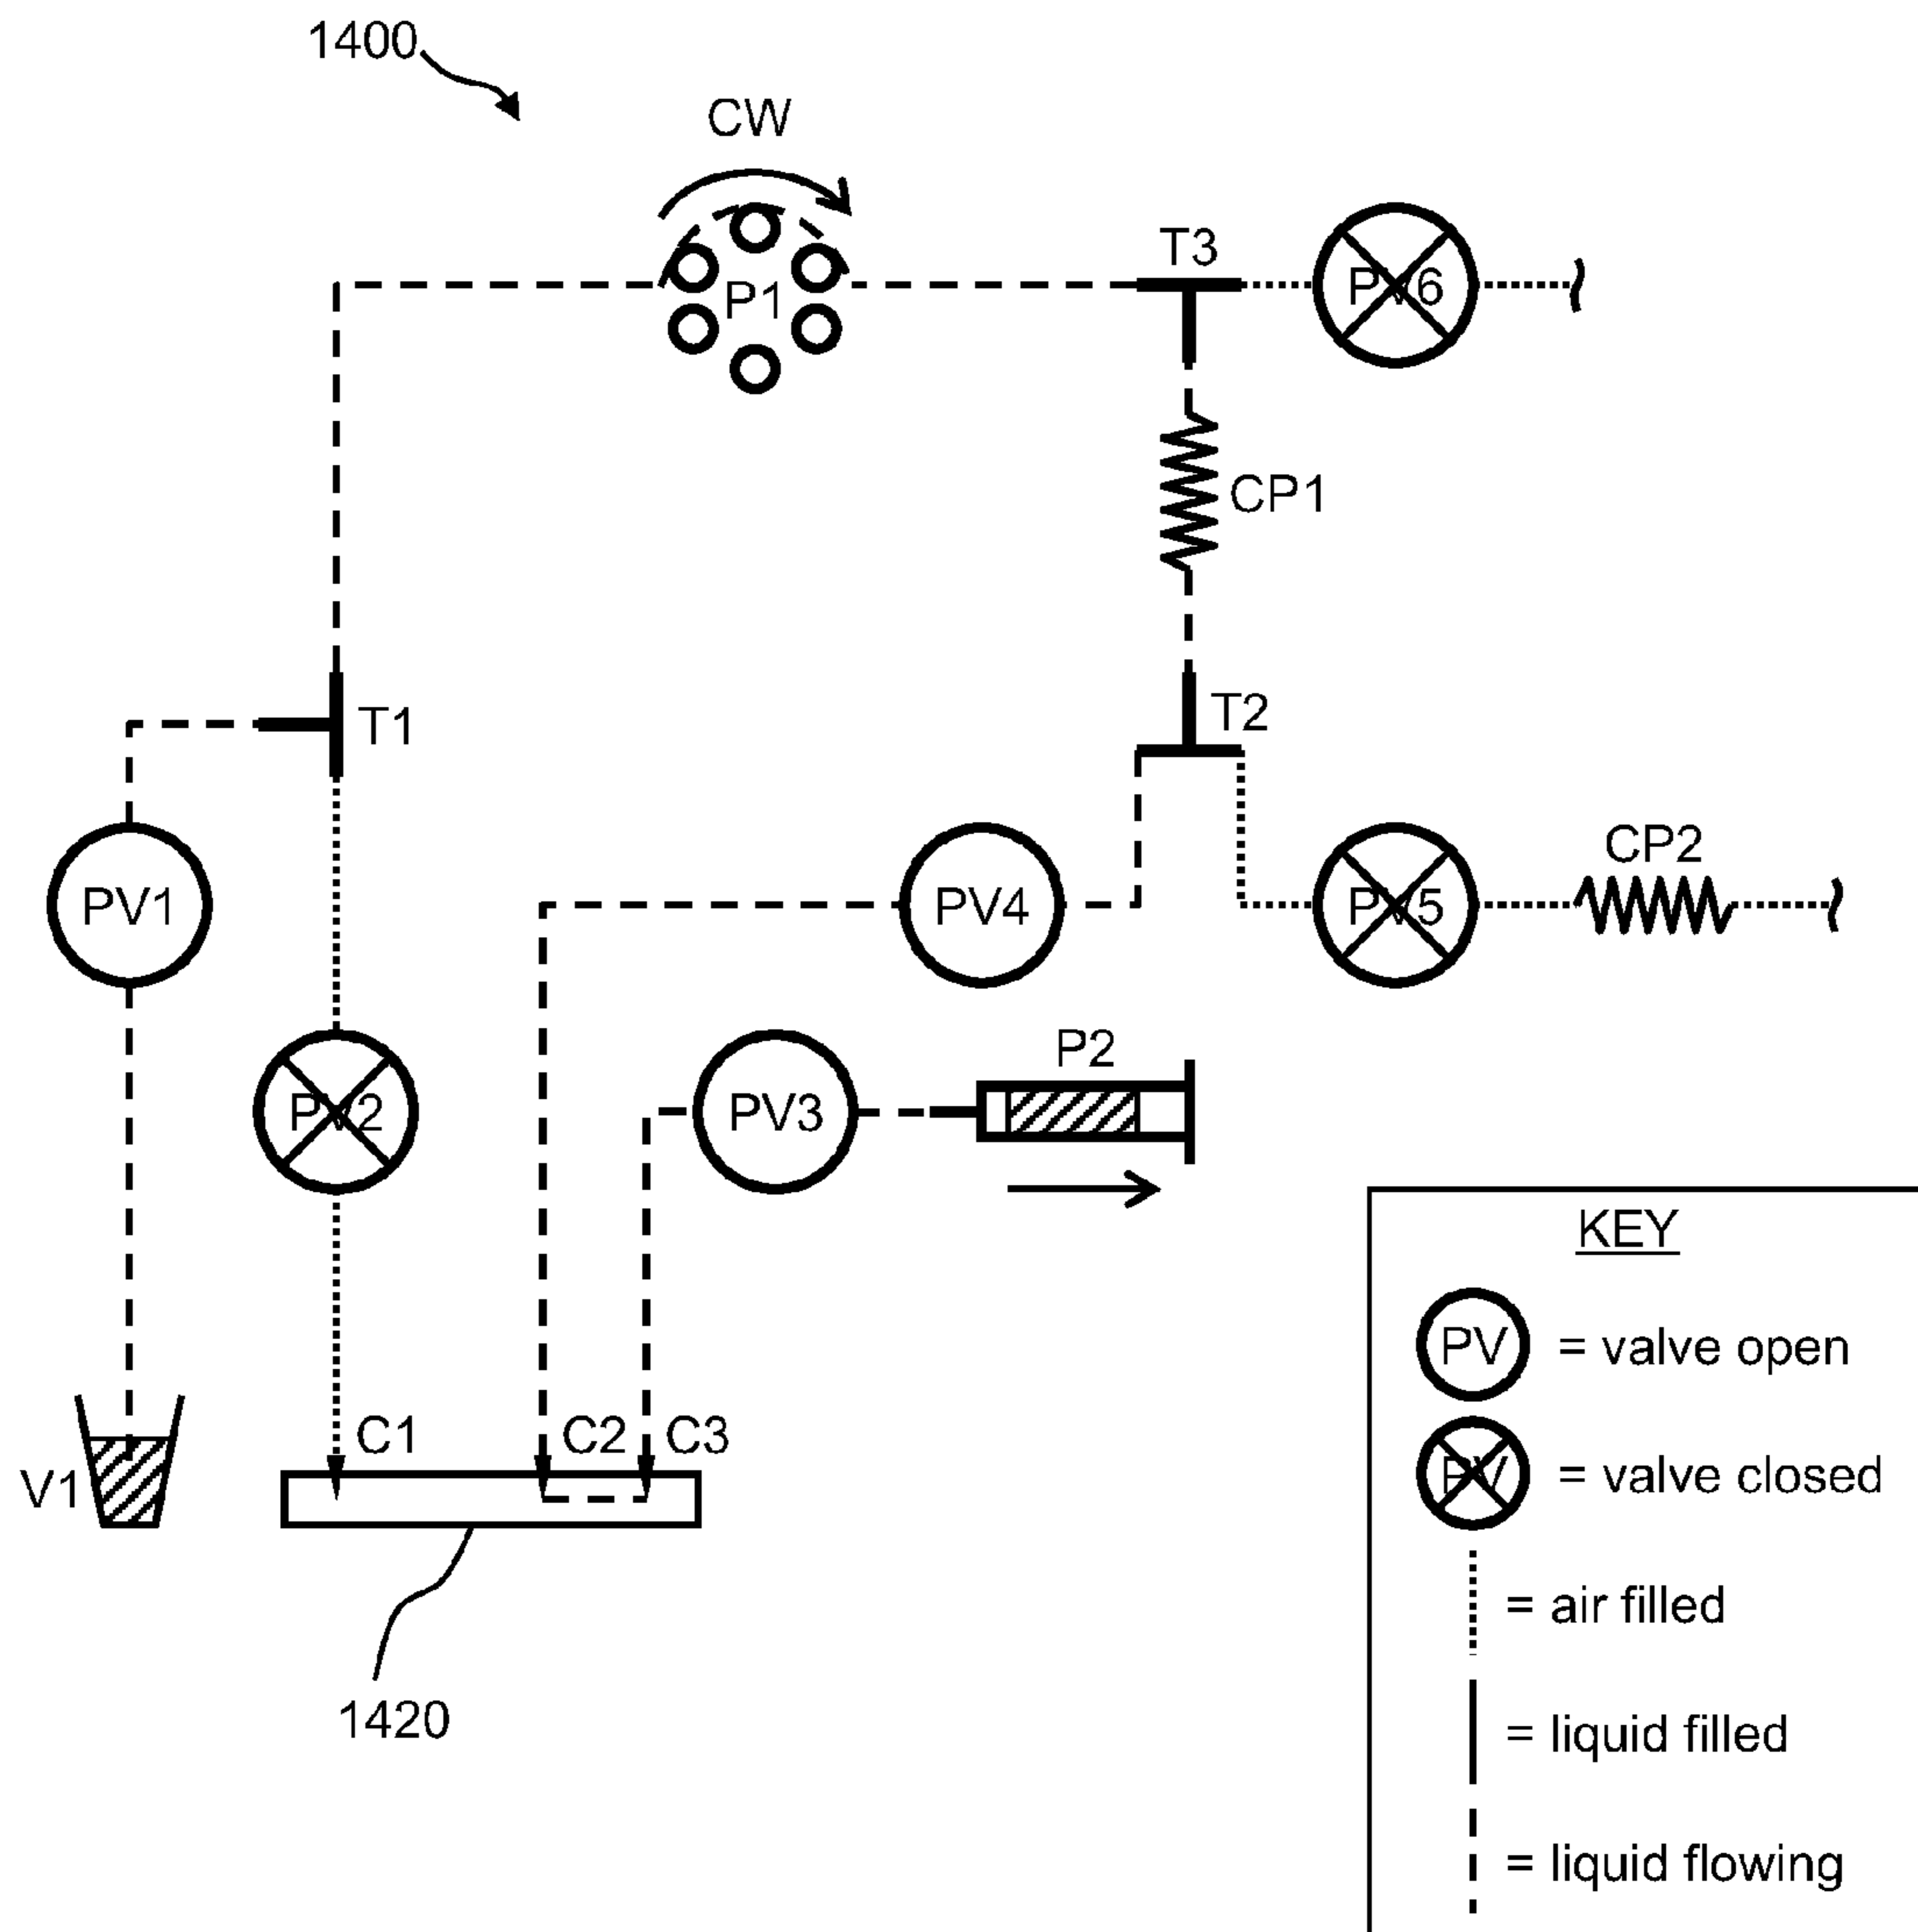 1400
CW
T3
P1
PV6
CP1
T1
T2
CP2
PV1
PV4
PV5
P2
PV2
PV3
KEY
PV = valve open
C1
C2
C3
V1
PV = valve closed
= air filled
1420
= liquid filled
= liquid flowing